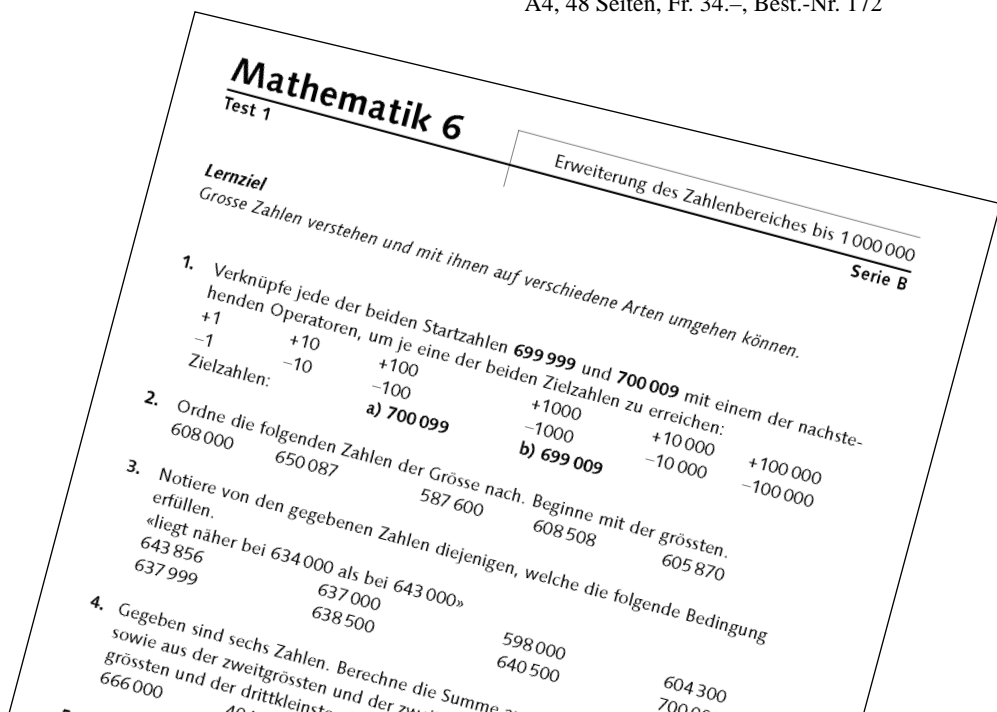 A4, 48 Seiten, Fr. 34.–, Best.-Nr. 172
Mathematik 6
Test 1
Erweiterung des Zahlenbereiches bis 1 000 000
Serie B
Lernziel
Grosse Zahlen verstehen und mit ihnen auf verschiedene Arten umgehen können.
1. Verknüpfe jede der beiden Startzahlen 699 999 und 700 009 mit einem der nachste-
henden Operatoren, um je eine der beiden Zielzahlen zu erreichen:
+1 +10 +100 +1000 +10 000 +100 000
–1 –10 –100 –1000 –10 000 –100 000
Zielzahlen: a) 700 099 b) 699 009
2. Ordne die folgenden Zahlen der Grösse nach. Beginne mit der grössten.
608 000 650 087 587 600 608 508 605 870
3. Notiere von den gegebenen Zahlen diejenigen, welche die folgende Bedingung
erfüllen.
«liegt näher bei 634 000 als bei 643 000»
643 856 637 000 598 000 604 300
637 999 638 500 640 500
4. Gegeben sind sechs Zahlen. Berechne die Summe
sowie aus der zweitgrössten und der
grössten und der
666 000